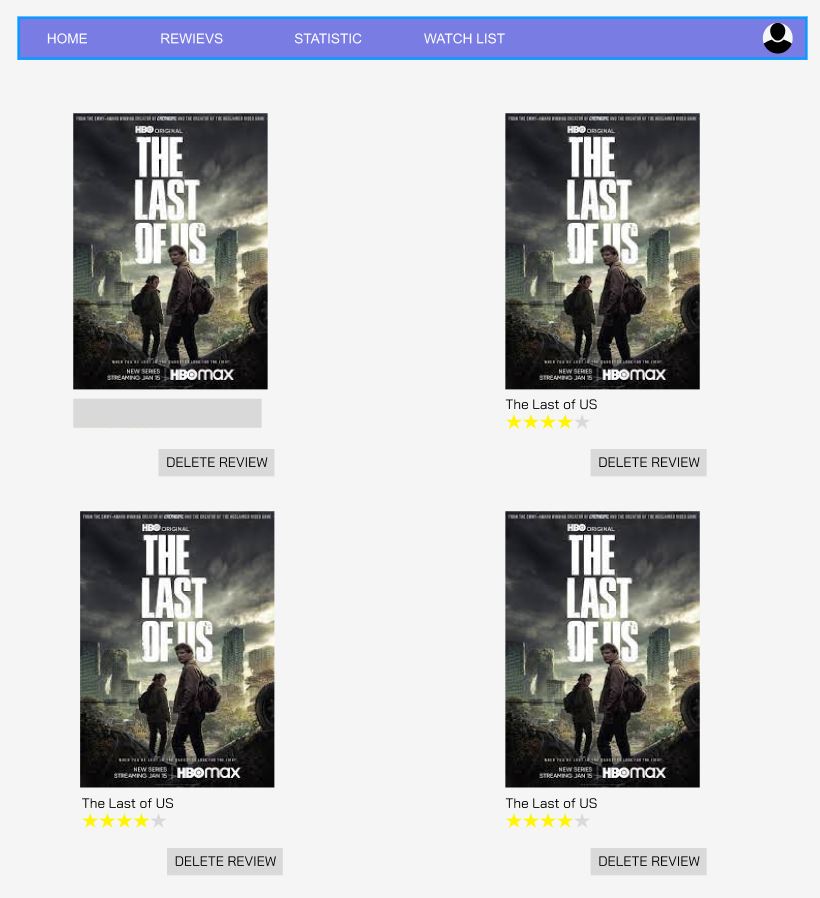 HOME REWIEVS STATISTIC WATCH LIST
FROM THE EMMY-AWARD WINNING CREATOR OF CHERNOBYL AND THE CREATOR OF THE ACCLAIMED VIDEO GAME
HBO ORIGINAL
THE
LAST
OF US
WHEN YOU'RE LOST IN THE DARKNESS LOOK FOR THE LIGHT
NEW SERIES
STREAMING JAN 15
HBOmax
DELETE REVIEW
FROM THE EMMY-AWARD WINNING CREATOR OF CHERNOBYL AND THE CREATOR OF THE ACCLAIMED VIDEO GAME
HBO ORIGINAL
THE
LAST
OF US
WHEN YOU'RE LOST IN THE DARKNESS LOOK FOR THE LIGHT
NEW SERIES
STREAMING JAN 15
HBOmax
The Last of US
DELETE REVIEW
FROM THE EMMY-AWARD WINNING CREATOR OF CHERNOBYL AND THE CREATOR OF THE ACCLAIMED VIDEO GAME
HBO ORIGINAL
THE
LAST
OF US
WHEN YOU'RE LOST IN THE DARKNESS LOOK FOR THE LIGHT
NEW SERIES
STREAMING JAN 15
HBOmax
The Last of US
DELETE REVIEW
FROM THE EMMY-AWARD WINNING CREATOR OF CHERNOBYL AND THE CREATOR OF THE ACCLAIMED VIDEO GAME
HBO ORIGINAL
THE
LAST
OF US
WHEN YOU'RE LOST IN THE DARKNESS LOOK FOR THE LIGHT
NEW SERIES
STREAMING JAN 15
HBOmax
The Last of US
DELETE REVIEW